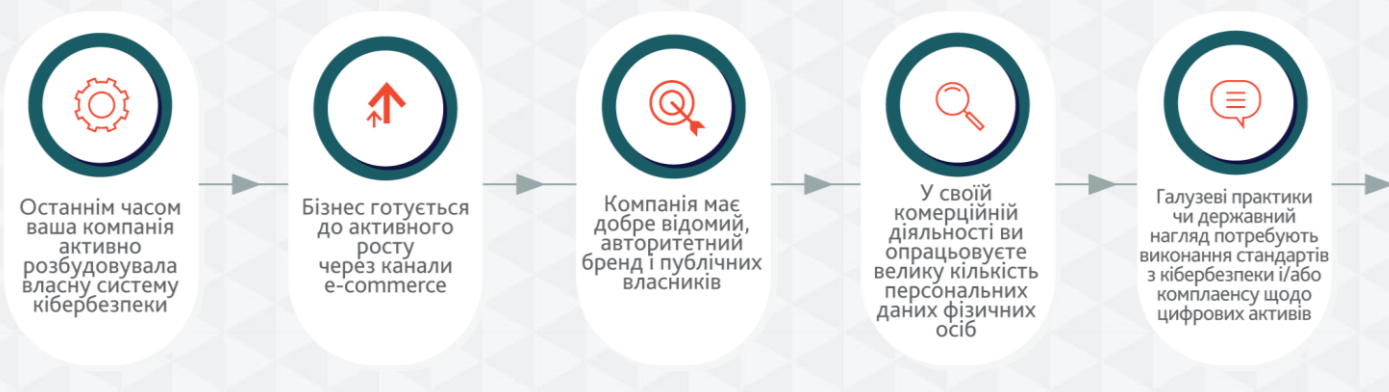 Останнім часом
ваша компанія
активно
розбудовувала
власну систему
кібербезпеки
Бізнес готується
до активного
росту
через канали
e-commerce
Компанія має
добре відомий,
авторитетний
бренд і публічних
власників
У своїй
комерційній
діяльності ви
опрацьовуєте
велику кількість
персональних
даних фізичних
осіб
Галузеві практики
чи державний
нагляд потребують
виконання стандартів
з кібербезпеки і/або
комплаенсу щодо
цифрових активів